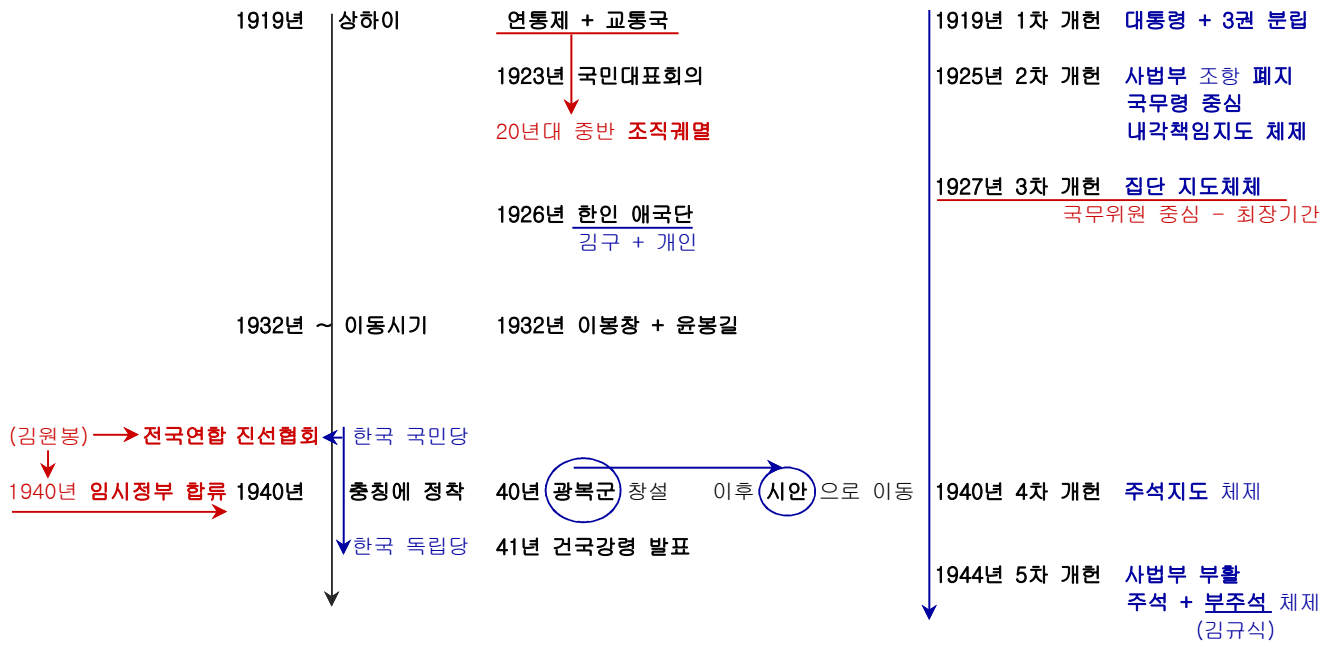 1919년 상하이 연통제 + 교통국 1919년 1차 개헌 대통령 + 3권 분립
1923년 국민대표회의 1925년 2차 개헌 사법부 조항 폐지
국무령 중심
20년대 중반 조직궤멸 내각책임지도 체제
1927년 3차 개헌 집단 지도체체
1926년 한인 애국단 국무위원 중심 - 최장기간
김구 + 개인
1932년 ~ 이동시기 1932년 이봉창 + 윤봉길
(김원봉) 전국연합 진선협회 한국 국민당
1940년 임시정부 합류 1940년 충칭에 정착 40년 광복군 창설 이후 시안 으로 이동 1940년 4차 개헌 주석지도 체제
한국 독립당 41년 건국강령 발표
1944년 5차 개헌 사법부 부활
주석 + 부주석 체제
(김규식)